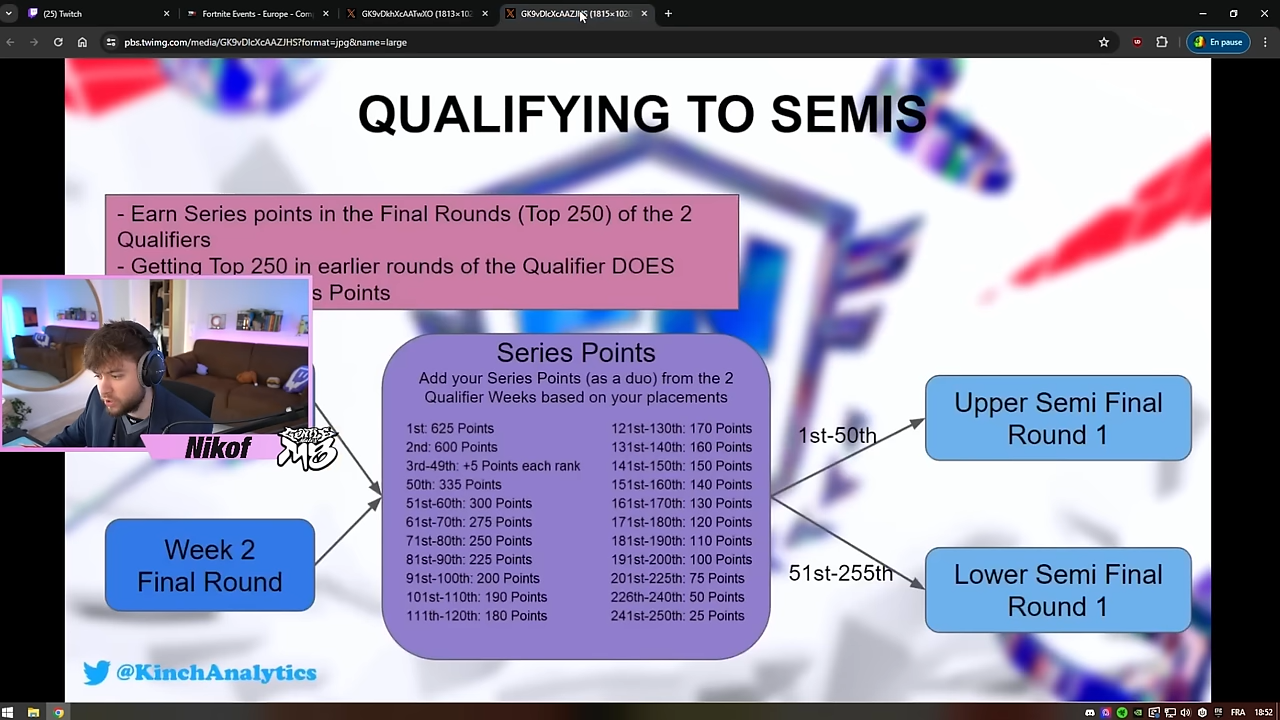 (25) Twitch
Fortnite Events - Europe - Com
GK9vDkhXcAATwXO (1813×102
GK9vDlcXcAAZJHS (1815×1020
pbs.twimg.com/media/GK9vDlcXcAAZJHS?format=jpg&name=large
En pause
QUALIFYING TO SEMIS
- Earn Series points in the Final Rounds (Top 250) of the 2
Qualifiers
- Getting Top 250 in earlier rounds of the Qualifier DOES
s Points
Nikof
Week 2
Final Round
Series Points
Add your Series Points (as a duo) from the 2
Qualifier Weeks based on your placements
1st: 625 Points
2nd: 600 Points
3rd-49th: +5 Points each rank
50th: 335 Points
51st-60th: 300 Points
61st-70th: 275 Points
71st-80th: 250 Points
81st-90th: 225 Points
91st-100th: 200 Points
101st-110th: 190 Points
111th-120th: 180 Points
121st-130th: 170 Points
131st-140th: 160 Points
141st-150th: 150 Points
151st-160th: 140 Points
161st-170th: 130 Points
171st-180th: 120 Points
181st-190th: 110 Points
191st-200th: 100 Points
201st-225th: 75 Points
226th-240th: 50 Points
241st-250th: 25 Points
1st-50th
51st-255th
Upper Semi Final
Round 1
Lower Semi Final
Round 1
@KinchAnalytics
FRA
18:52